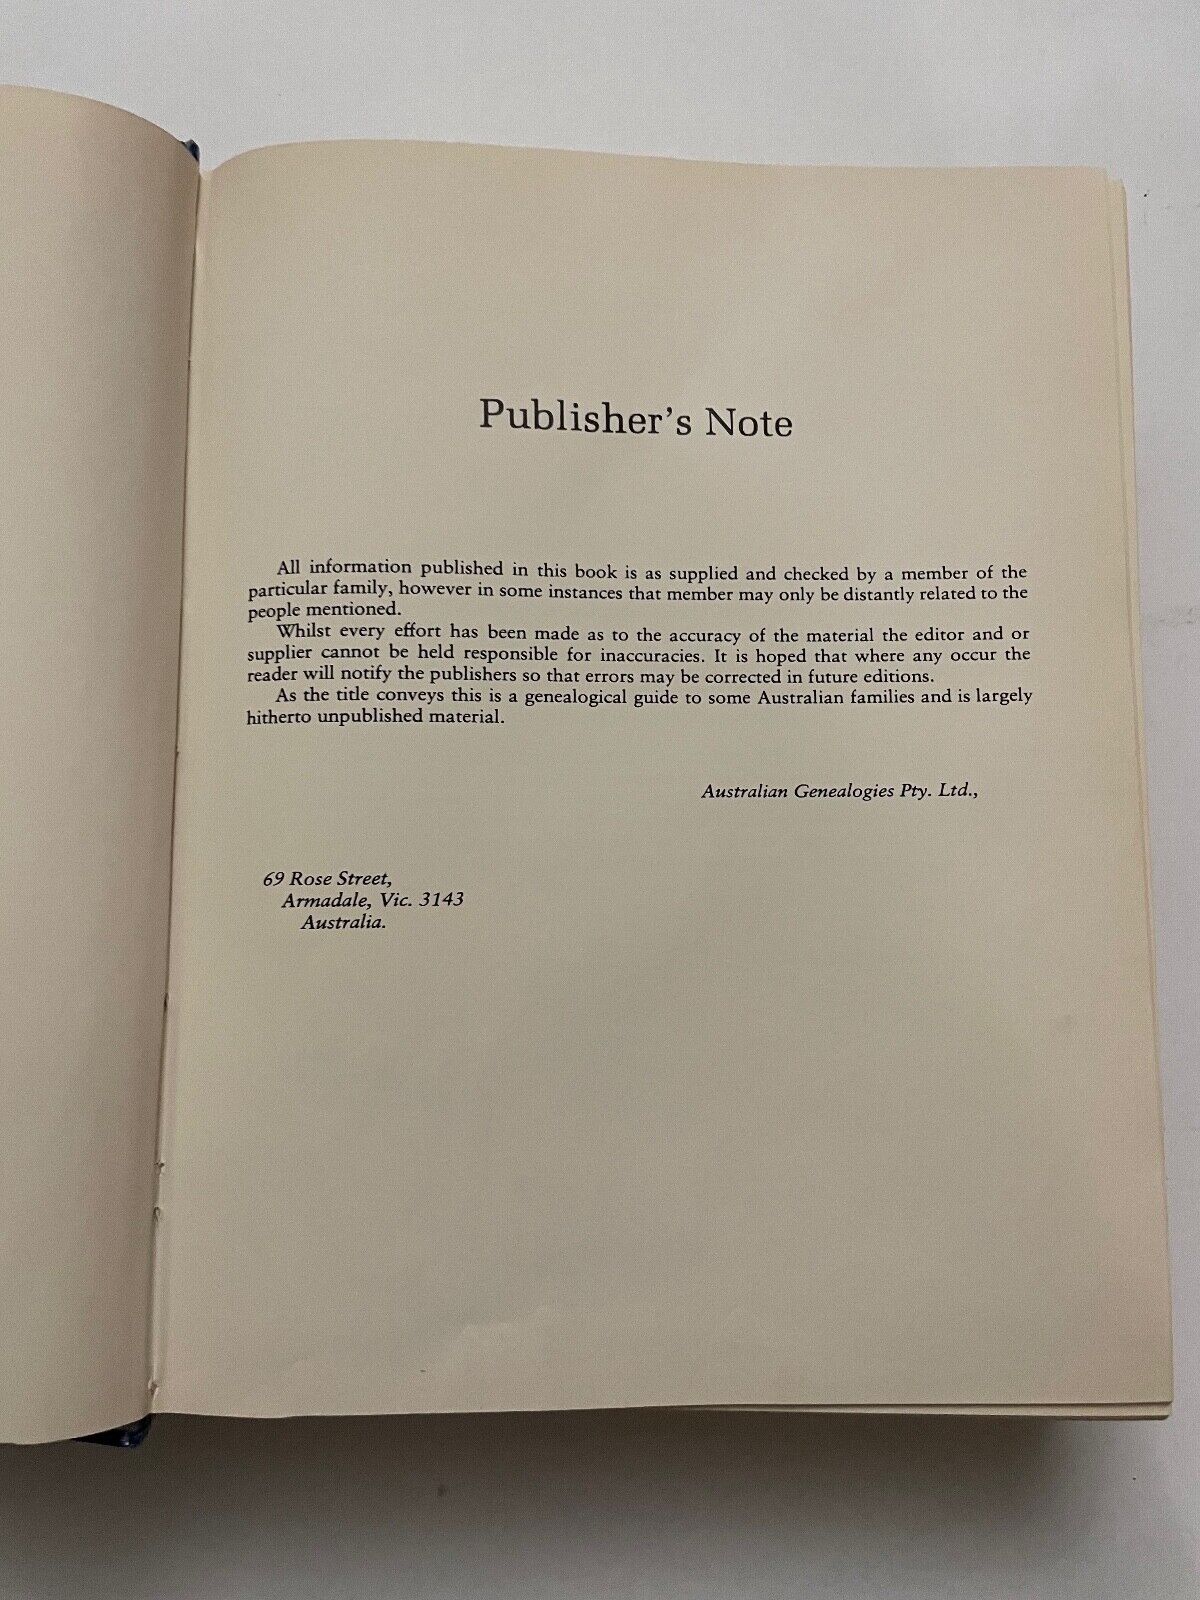 Publisher's Note
All information published in this book is as supplied and checked by a member of the
particular family, however in some instances that member may only be distantly related to the
people mentioned.
Whilst every effort has been made as to the accuracy of the material the editor and or
supplier cannot be held responsible for inaccuracies. It is hoped that where any occur the
reader will notify the publishers so that errors may be corrected in future editions.
As the title conveys this is a genealogical guide to some Australian families and is largely
hitherto unpublished material.
Australian Genealogies Pty. Ltd.,
69 Rose Street,
Armadale, Vic. 3143
Australia.